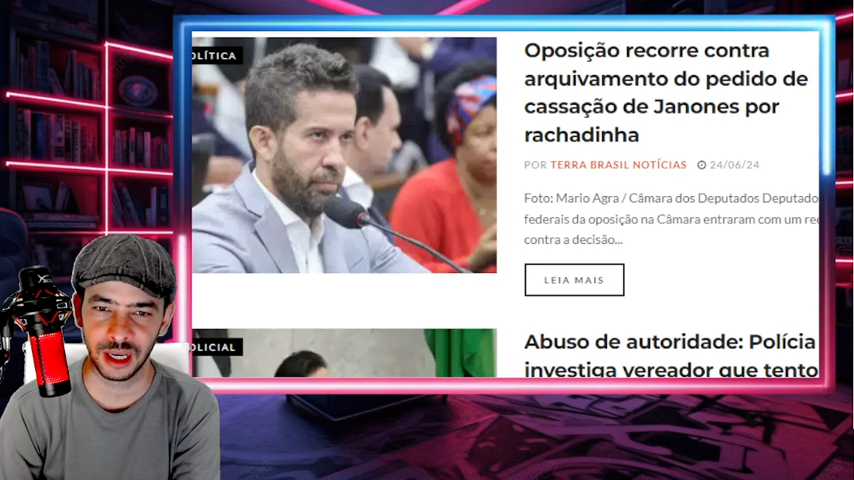 OLÍTICA
Oposição recorre contra
arquivamento do pedido de
cassação de Janones por
rachadinha
POR TERRA BRASIL NOTÍCIAS 24/06/24
Foto: Mario Agra / Câmara dos Deputados Deputado
federais da oposição na Câmara entraram com um rec
contra a decisão...
LEIA MAIS
OLICIAL
Abuso de autoridade: Polícia
investiga vereador que tento